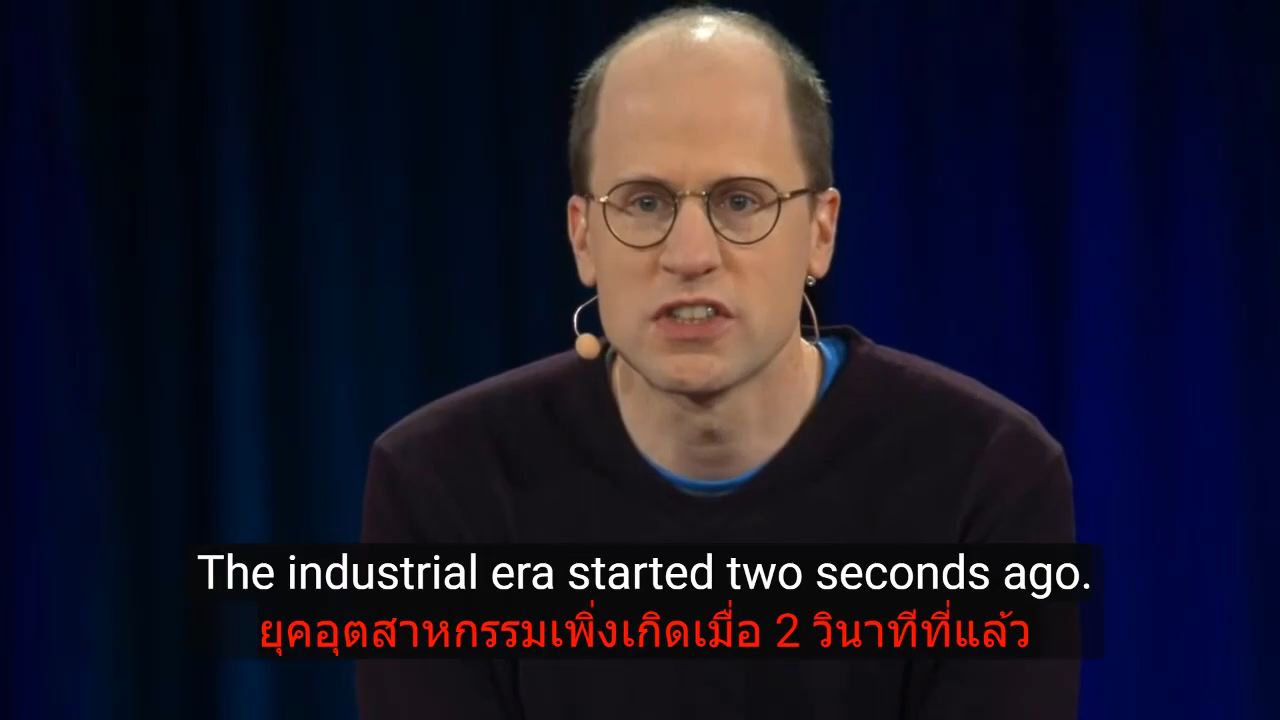 The industrial era started two seconds ago.
ยุคอุตสาหกรรมเพิ่งเกิดเมื่อ 2 วินาทีที่แล้ว